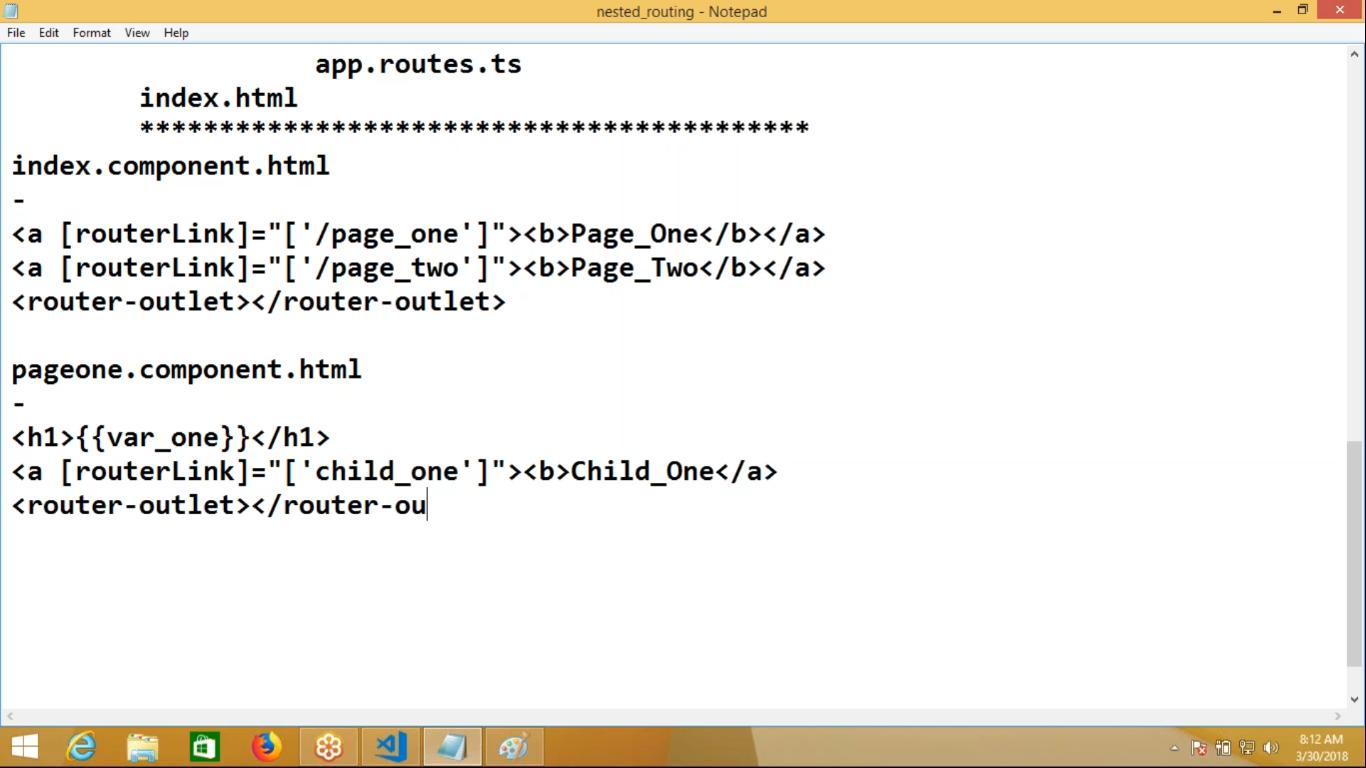 nested_routing - Notepad
File Edit Format View Help
app.routes.ts
index.html
******************************************
index.component.html
-
<a [routerLink]="['/page_one']"><b>Page_One</b></a>
<a [routerLink]="['/page_two']"><b>Page_Two</b></a>
<router-outlet></router-outlet>
pageone.component.html
-
<h1>{{var_one}}</h1>
<a [routerLink]="['child_one']"><b>Child_One</a>
<router-outlet></router-ou
8:12 AM
3/30/2018